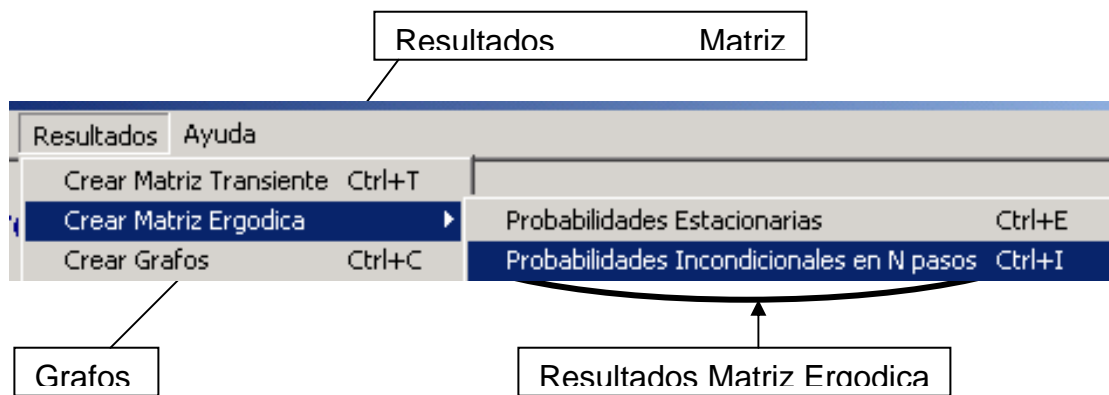 Resultados Matriz
Resultados Ayuda
Crear Matriz Transiente Ctrl+T
Crear Matriz Ergodica
Probabilidades Estacionarias Ctrl+E
Crear Grafos Ctrl+C
Probabilidades Incondicionales en N pasos Ctrl+I
Grafos
Resultados Matriz Ergodica